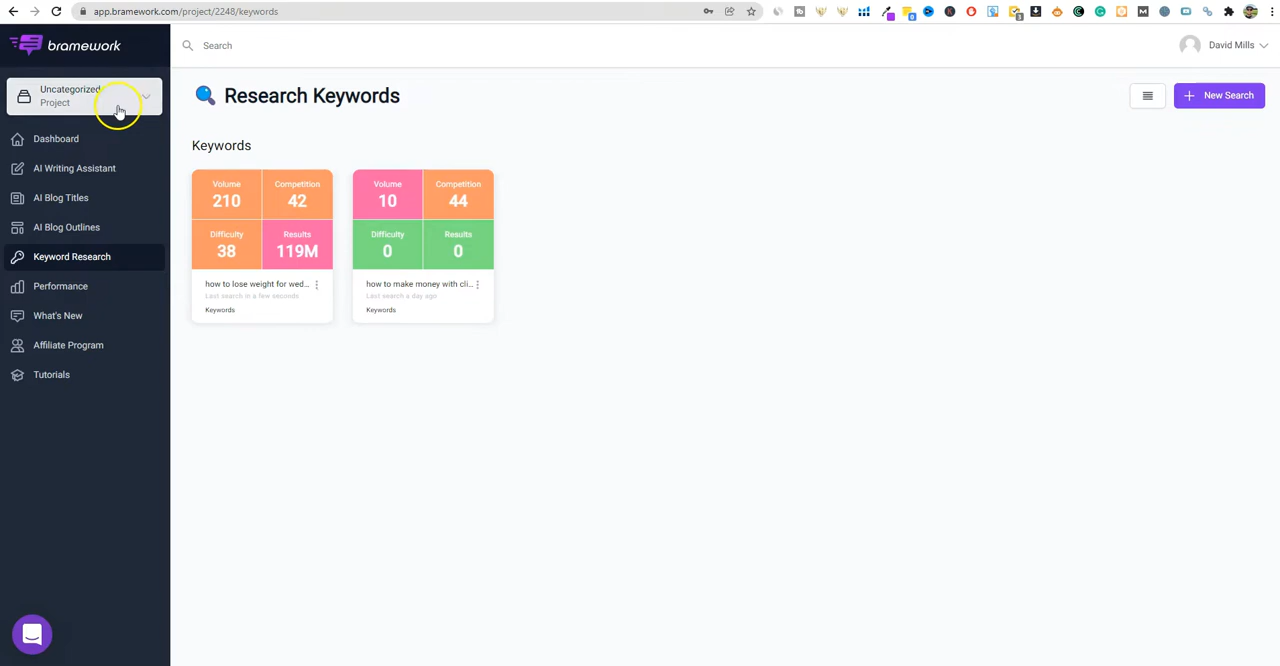 app.bramework.com/project/2248/keywords
bramework
Search
David Mills
Uncategorized
Project
Research Keywords
New Search
Dashboard
AI Writing Assistant
AI Blog Titles
AI Blog Outlines
Keyword Research
Performance
What's New
Affiliate Program
Tutorials
Keywords
Volume Competition
210 42
Difficulty Results
38 119M
how to lose weight for wed...
Last search in a few seconds
Keywords
Volume Competition
10 44
Difficulty Results
0 0
how to make money with cli...
Last search a day ago
Keywords